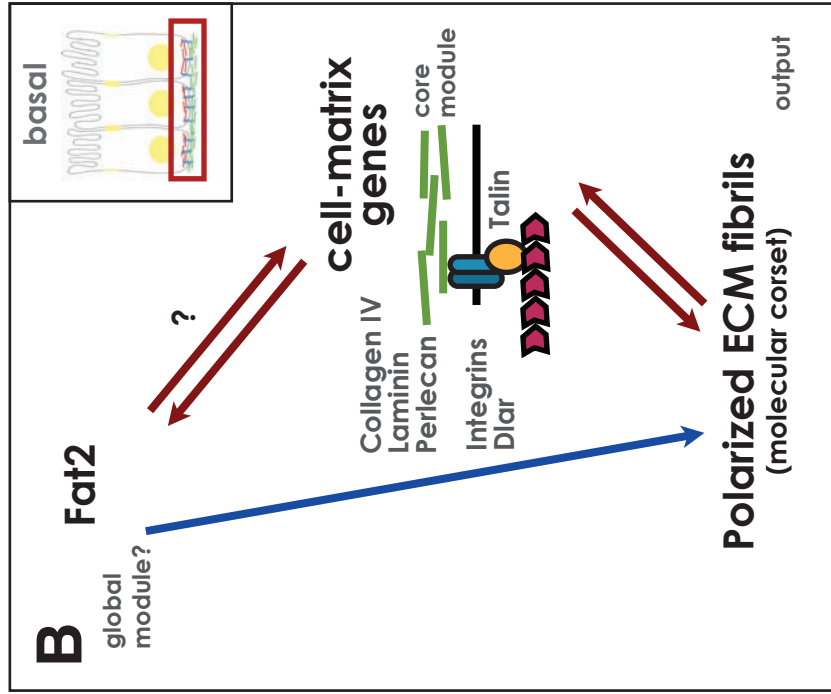 B
basal
Fat2
global
module?
?
cell-matrix
genes
core
module
Collagen IV
Laminin
Perlecan
Integrins
Dlar
Talin
Polarized ECM fibrils
(molecular corset)
output